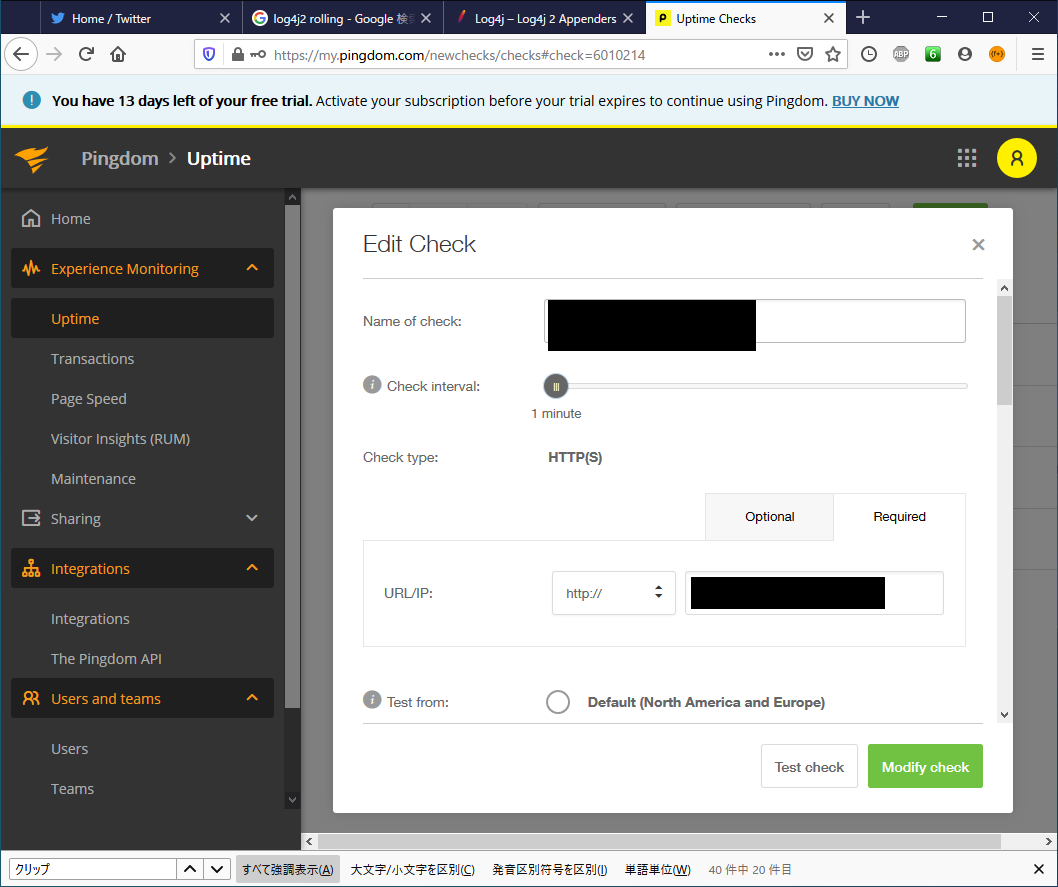 Home / Twitter
log4j2 rolling - Google 検索
Log4j – Log4j 2 Appenders
Uptime Checks
https://my.pingdom.com/newchecks/checks#check=6010214
ABP
6
You have 13 days left of your free trial. Activate your subscription before your trial expires to continue using Pingdom. BUY NOW
Pingdom > Uptime
Home
Experience Monitoring
Uptime
Transactions
Page Speed
Visitor Insights (RUM)
Maintenance
Sharing
Integrations
Integrations
The Pingdom API
Users and teams
Users
Teams
Edit Check
Name of check:
Check interval:
1 minute
Check type: HTTP(S)
Optional Required
URL/IP: http://
Test from: Default (North America and Europe)
Test check Modify check
クリップ すべて強調表示(A) 大文字/小文字を区別(C) 発音区別符号を区別(I) 単語単位(W) 40 件中 20 件目